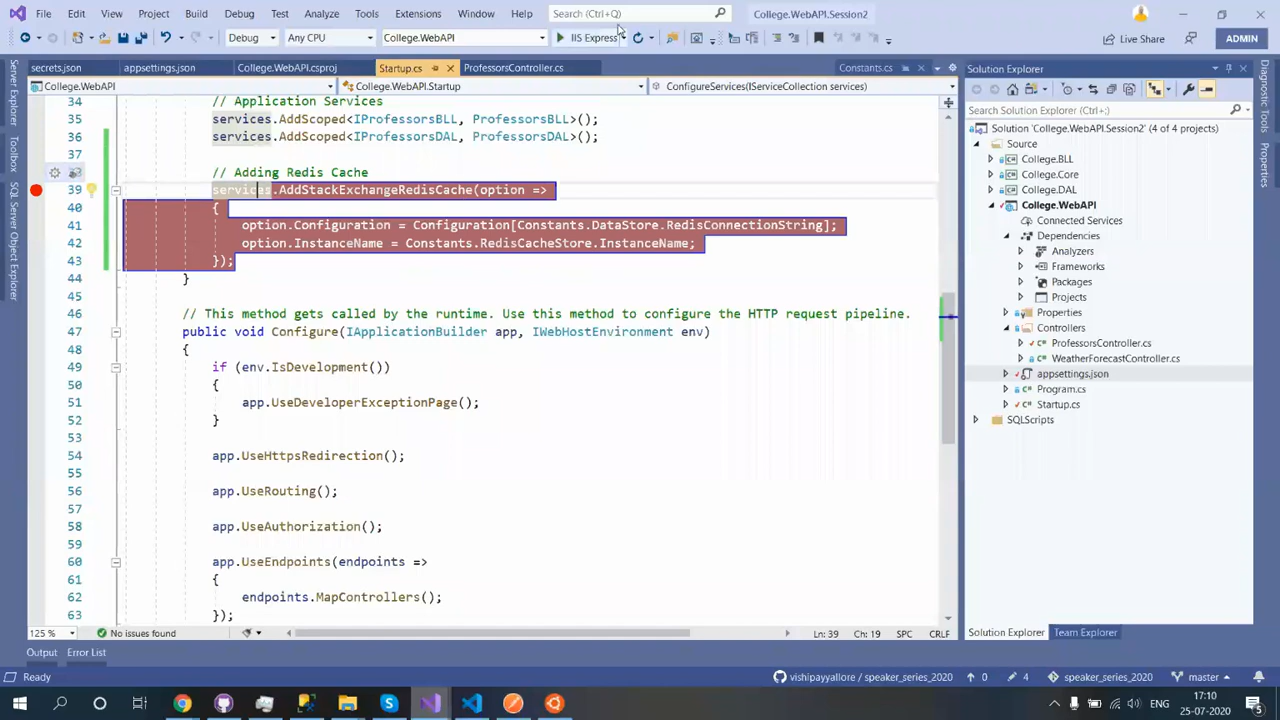 File Edit View Project Build Debug Test Analyze Tools Extensions Window Help Search (Ctrl+Q) College.WebAPI.Session2
Debug Any CPU College.WebAPI IIS Express Live Share ADMIN
secrets.json appsettings.json College.WebAPI.csproj Startup.cs ProfessorsController.cs Constants.cs
College.WebAPI College.WebAPI.Startup ConfigureServices(IServiceCollection services)
34 // Application Services
35 services.AddScoped<IProfessorsBLL, ProfessorsBLL>();
36 services.AddScoped<IProfessorsDAL, ProfessorsDAL>();
37
// Adding Redis Cache
39 services.AddStackExchangeRedisCache(option =>
40 {
41 option.Configuration = Configuration[Constants.DataStore.RedisConnectionString];
42 option.InstanceName = Constants.RedisCacheStore.InstanceName;
43 });
44 }
45
46 // This method gets called by the runtime. Use this method to configure the HTTP request pipeline.
47 public void Configure(IApplicationBuilder app, IWebHostEnvironment env)
48 {
49 if (env.IsDevelopment())
50 {
51 app.UseDeveloperExceptionPage();
52 }
53
54 app.UseHttpsRedirection();
55
56 app.UseRouting();
57
58 app.UseAuthorization();
59
60 app.UseEndpoints(endpoints =>
61 {
62 endpoints.MapControllers();
63 });
125 % No issues found Ln: 39 Ch: 19 SPC CRLF
Server Explorer
Toolbox
SQL Server Object Explorer
Solution Explorer
Search Solution Explorer (Ctrl+;)
Solution 'College.WebAPI.Session2' (4 of 4 projects)
Source
College.BLL
College.Core
College.DAL
College.WebAPI
Connected Services
Dependencies
Analyzers
Frameworks
Packages
Projects
Properties
Controllers
ProfessorsController.cs
WeatherForecastController.cs
appsettings.json
Program.cs
Startup.cs
SQLScripts
Solution Explorer Team Explorer
Diagnostic Tools
Properties
Output Error List
Ready vishipayyallore / speaker_series_2020 0 4 speaker_series_2020 master
ENG 17:10
25-07-2020
5